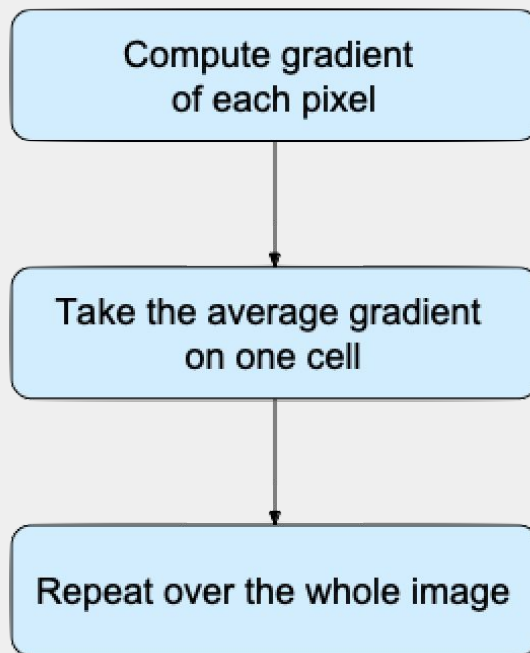 Compute gradient
of each pixel
Take the average gradient
on one cell
Repeat over the whole image